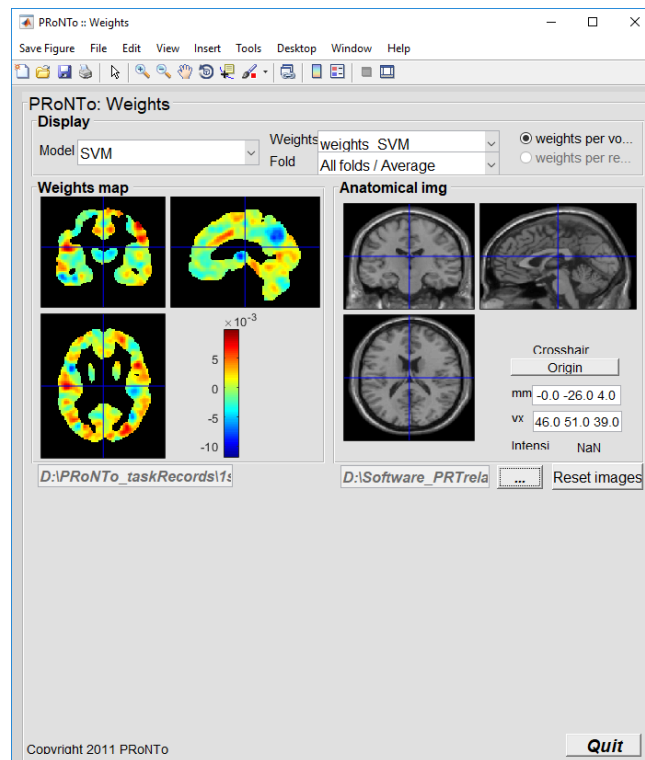 PRoNTo :: Weights
Save Figure File Edit View Insert Tools Desktop Window Help
PRoNTo: Weights
Display
Model SVM
Weights weights_SVM
Fold All folds / Average
weights per vo...
weights per re...
Weights map
Anatomical img
×10⁻³
5
0
-5
-10
Crosshair
Origin
mm -0.0 -26.0 4.0
vx 46.0 51.0 39.0
Intensi NaN
D:\PRoNTo_taskRecords\1s
D:\Software_PRTrela ... Reset images
Copyright 2011 PRoNTo
Quit